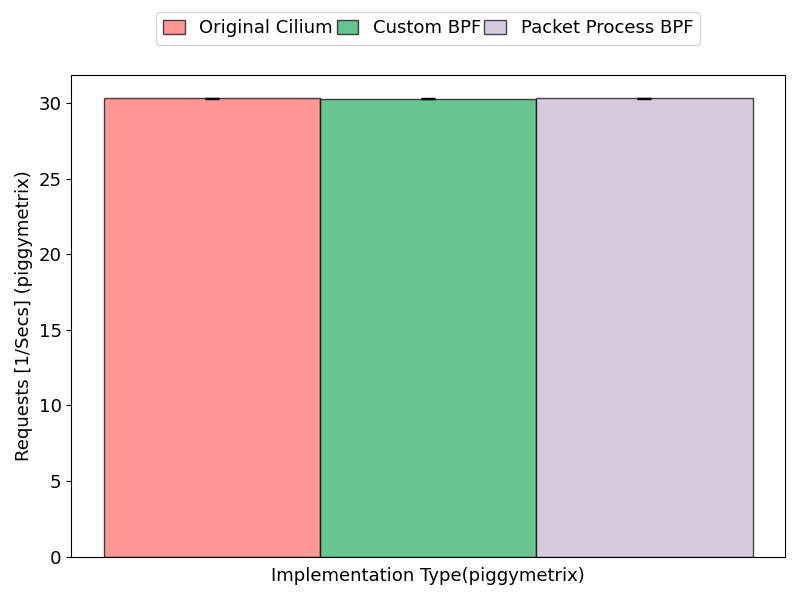 Original Cilium Custom BPF Packet Process BPF
30
25
20
15
10
5
0
Requests [1/Secs] (piggymetrix)
Implementation Type(piggymetrix)